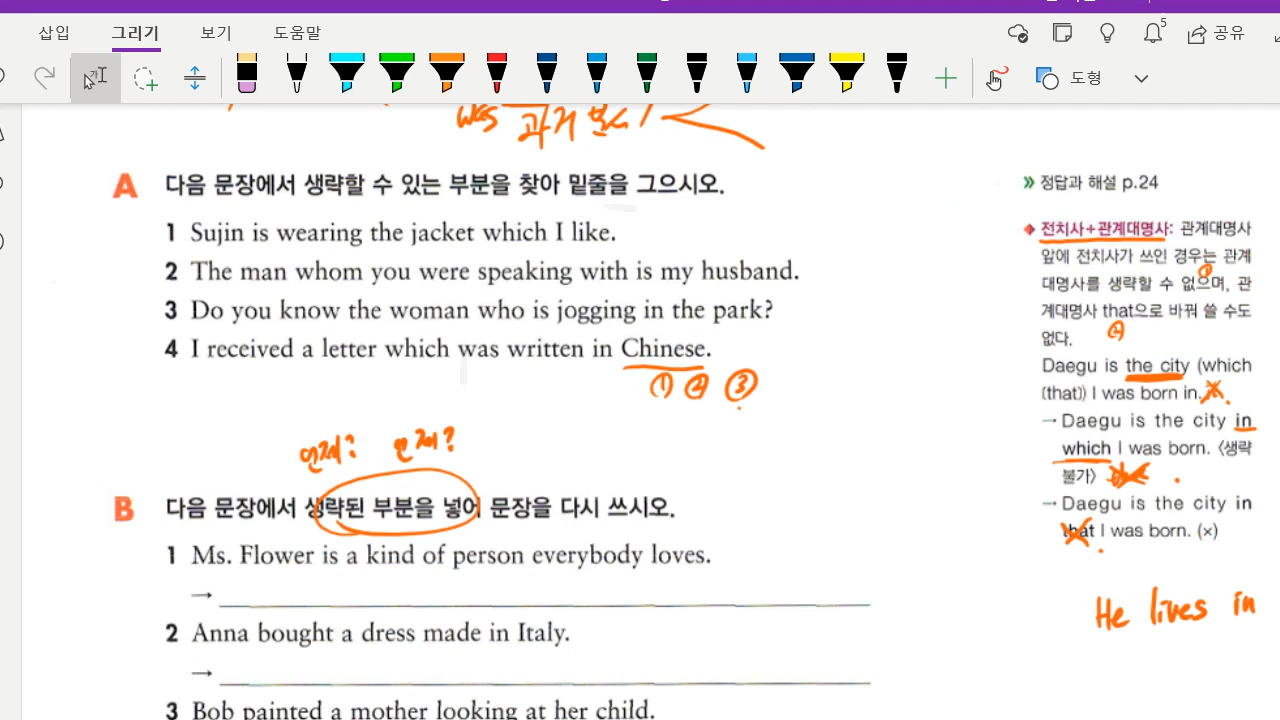 삽입 그리기 보기 도움말 5 공유
도형
was 과거 분사
A 다음 문장에서 생략할 수 있는 부분을 찾아 밑줄을 그으시오.
1 Sujin is wearing the jacket which I like.
2 The man whom you were speaking with is my husband.
3 Do you know the woman who is jogging in the park?
4 I received a letter which was written in Chinese.
① ② ③
언제? 언제?
B 다음 문장에서 생략된 부분을 넣어 문장을 다시 쓰시오.
1 Ms. Flower is a kind of person everybody loves.
→
2 Anna bought a dress made in Italy.
→
3 Bob painted a mother looking at her child.
» 정답과 해설 p.24
◆ 전치사+관계대명사: 관계대명사
앞에 전치사가 쓰인 경우는 관계
①
대명사를 생략할 수 없으며, 관
계대명사 that으로 바꿔 쓸 수도
없다. ②
Daegu is the city (which
(that)) I was born in.
→ Daegu is the city in
which I was born. 〈생략
불가〉
→ Daegu is the city in
that I was born. (×)
He lives in